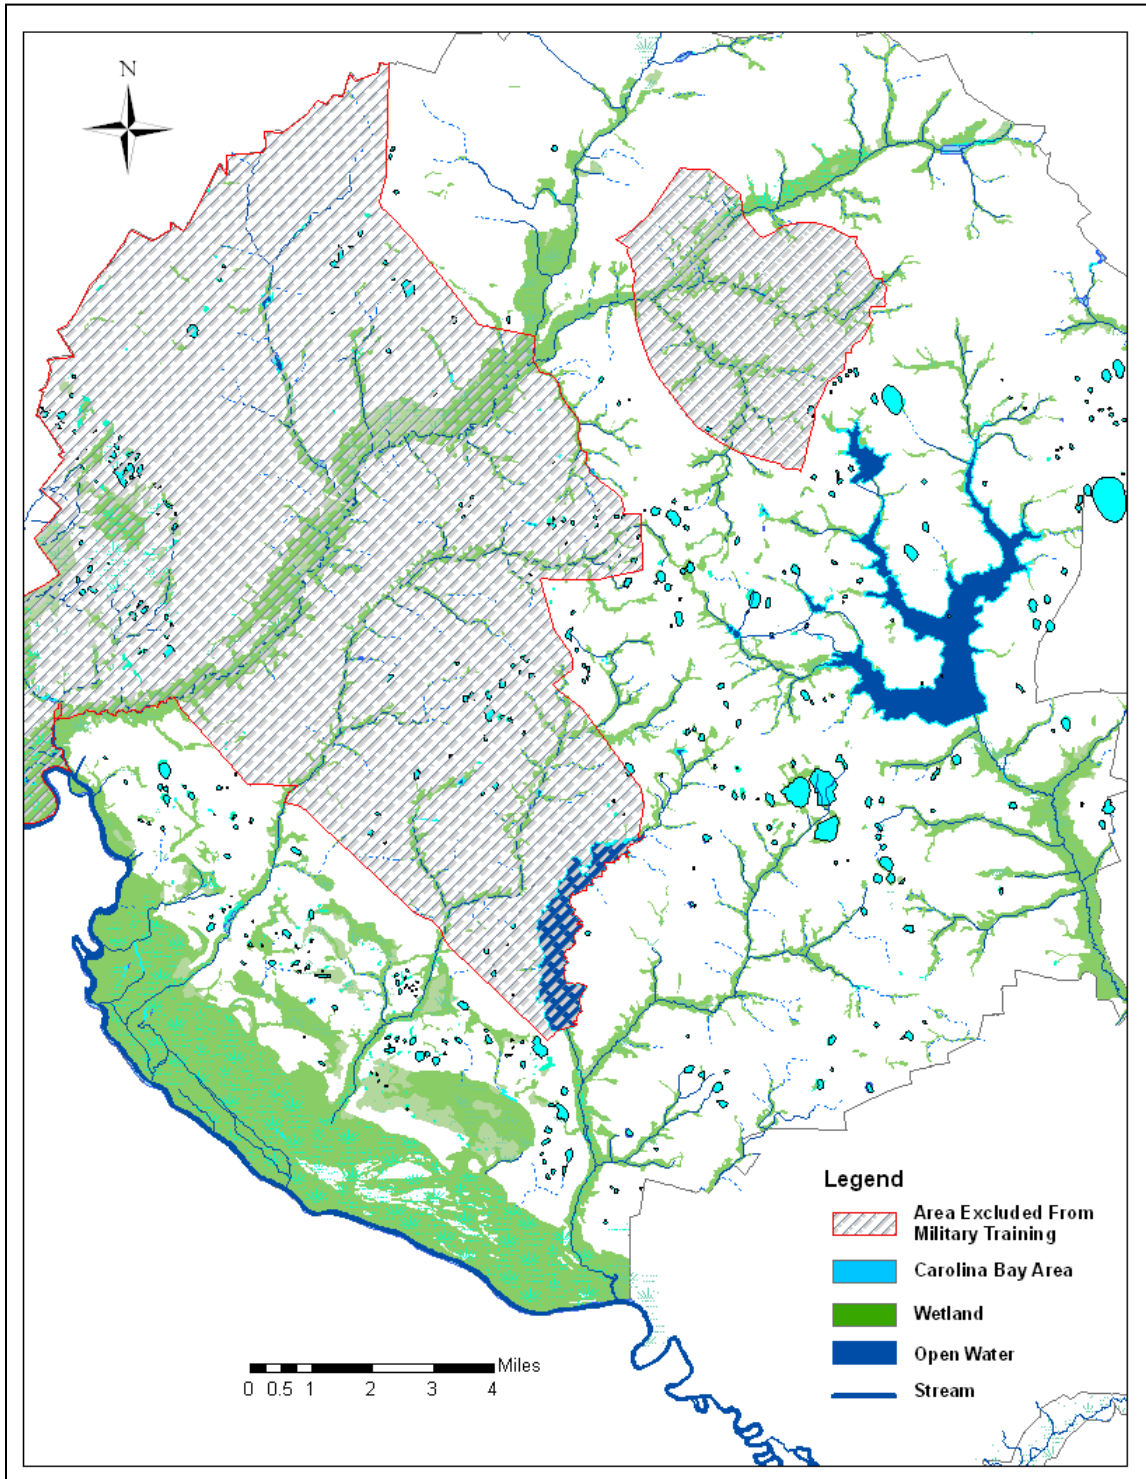 N
Legend
Area Excluded From
Military Training
Carolina Bay Area
Wetland
Open Water
Stream
Miles
0 0.5 1 2 3 4